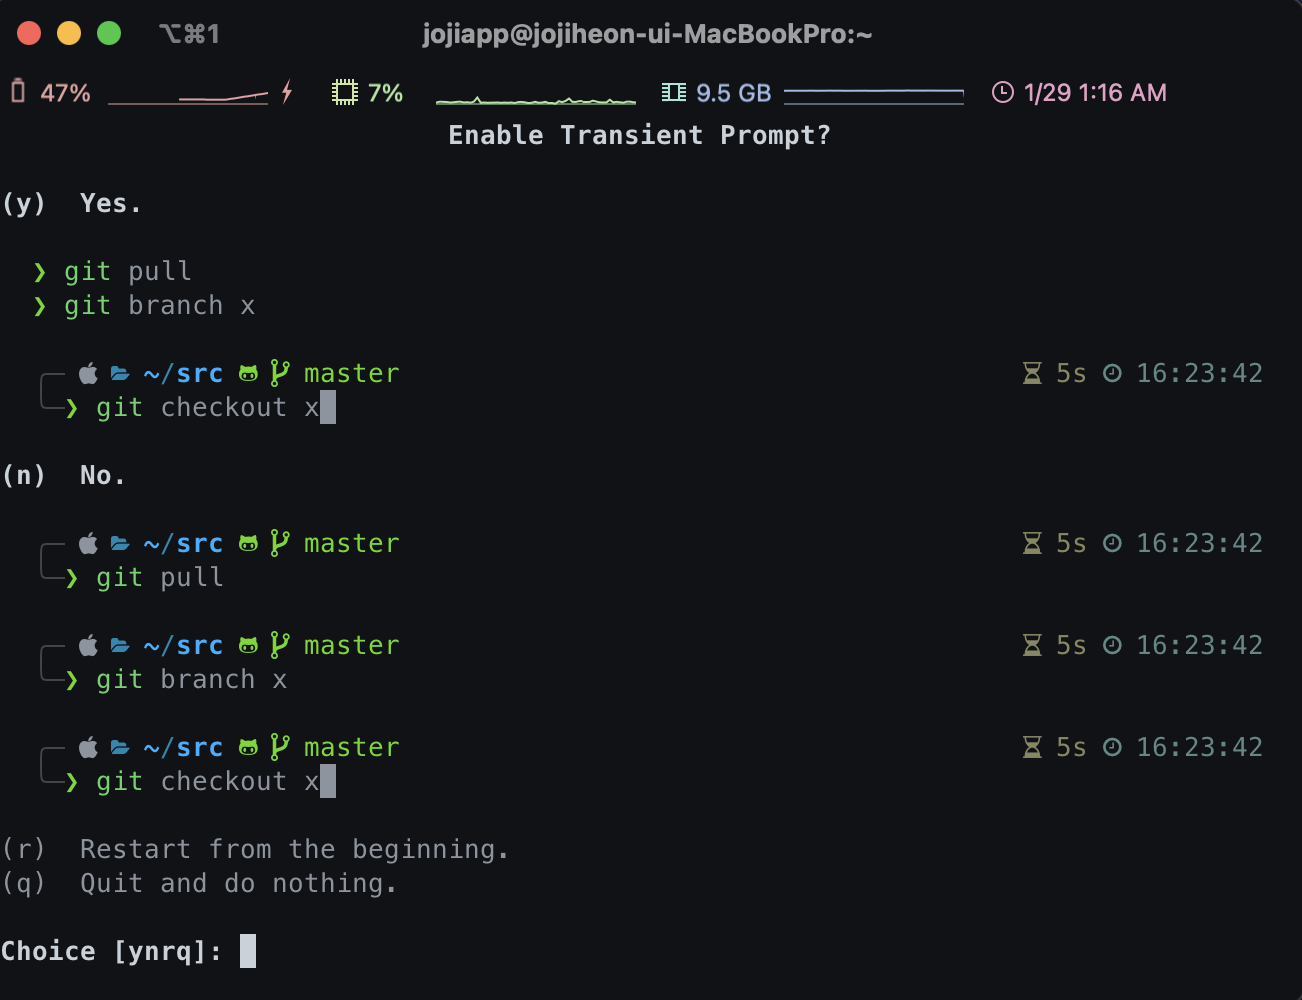 ⌥⌘1 jojiapp@jojiheon-ui-MacBookPro:~
47% 7% 9.5 GB 1/29 1:16 AM
Enable Transient Prompt?
(y) Yes.
❯ git pull
❯ git branch x
~/src master 5s 16:23:42
❯ git checkout x
(n) No.
~/src master 5s 16:23:42
❯ git pull
~/src master 5s 16:23:42
❯ git branch x
~/src master 5s 16:23:42
❯ git checkout x
(r) Restart from the beginning.
(q) Quit and do nothing.
Choice [ynrq]: